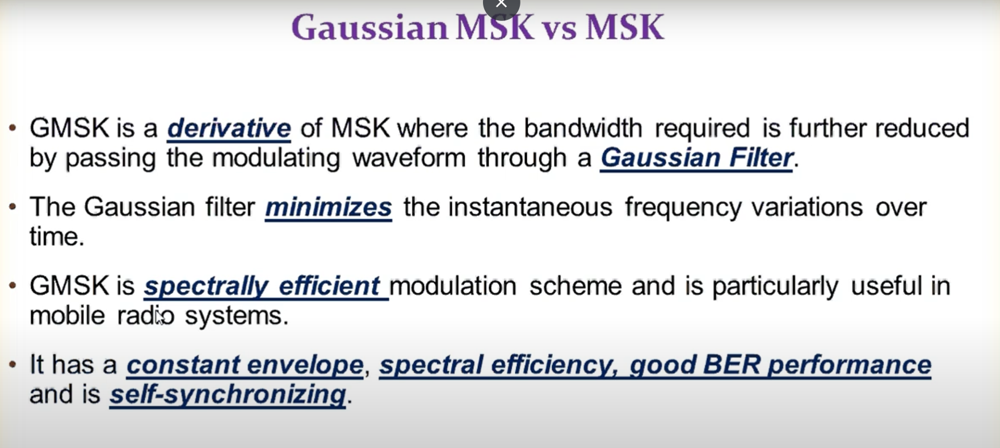 Gaussian MSK vs MSK
• GMSK is a derivative of MSK where the bandwidth required is further reduced
by passing the modulating waveform through a Gaussian Filter.
• The Gaussian filter minimizes the instantaneous frequency variations over
time.
• GMSK is spectrally efficient modulation scheme and is particularly useful in
mobile radio systems.
• It has a constant envelope, spectral efficiency, good BER performance
and is self-synchronizing.